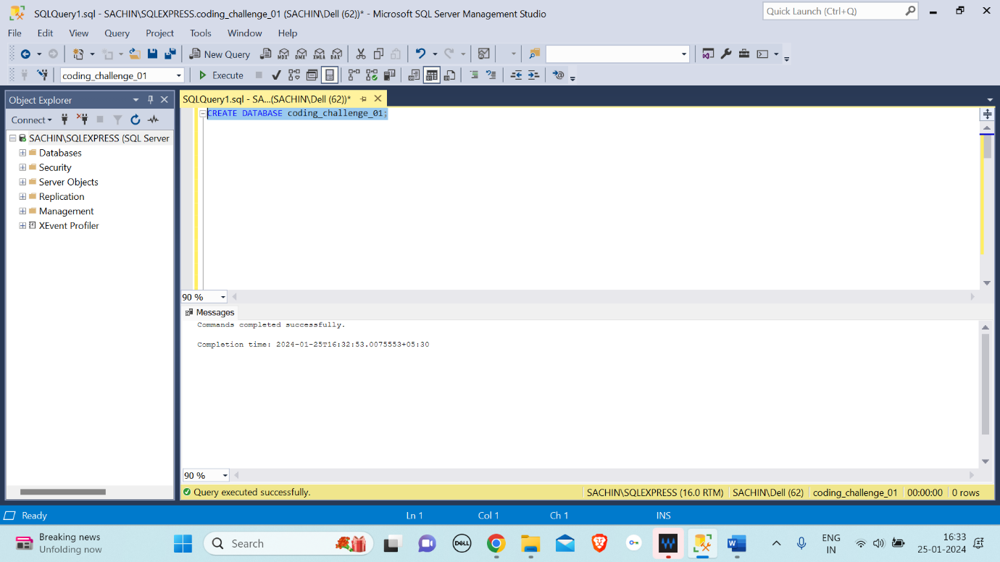 SQLQuery1.sql - SACHIN\SQLEXPRESS.coding_challenge_01 (SACHIN\Dell (62))* - Microsoft SQL Server Management Studio
Quick Launch (Ctrl+Q)
File Edit View Query Project Tools Window Help
New Query
MDX DMX XMLA DAX
coding_challenge_01
Execute
Object Explorer
SQLQuery1.sql - SA...(SACHIN\Dell (62))*
Connect
CREATE DATABASE coding_challenge_01;
SACHIN\SQLEXPRESS (SQL Server
Databases
Security
Server Objects
Replication
Management
XEvent Profiler
90 %
Messages
Commands completed successfully.
Completion time: 2024-01-25T16:32:53.0075553+05:30
90 %
Query executed successfully.
SACHIN\SQLEXPRESS (16.0 RTM) SACHIN\Dell (62) coding_challenge_01 00:00:00 0 rows
Ready
Ln 1 Col 1 Ch 1 INS
Breaking news
Unfolding now
Search
DELL
W
ENG
IN
16:33
25-01-2024